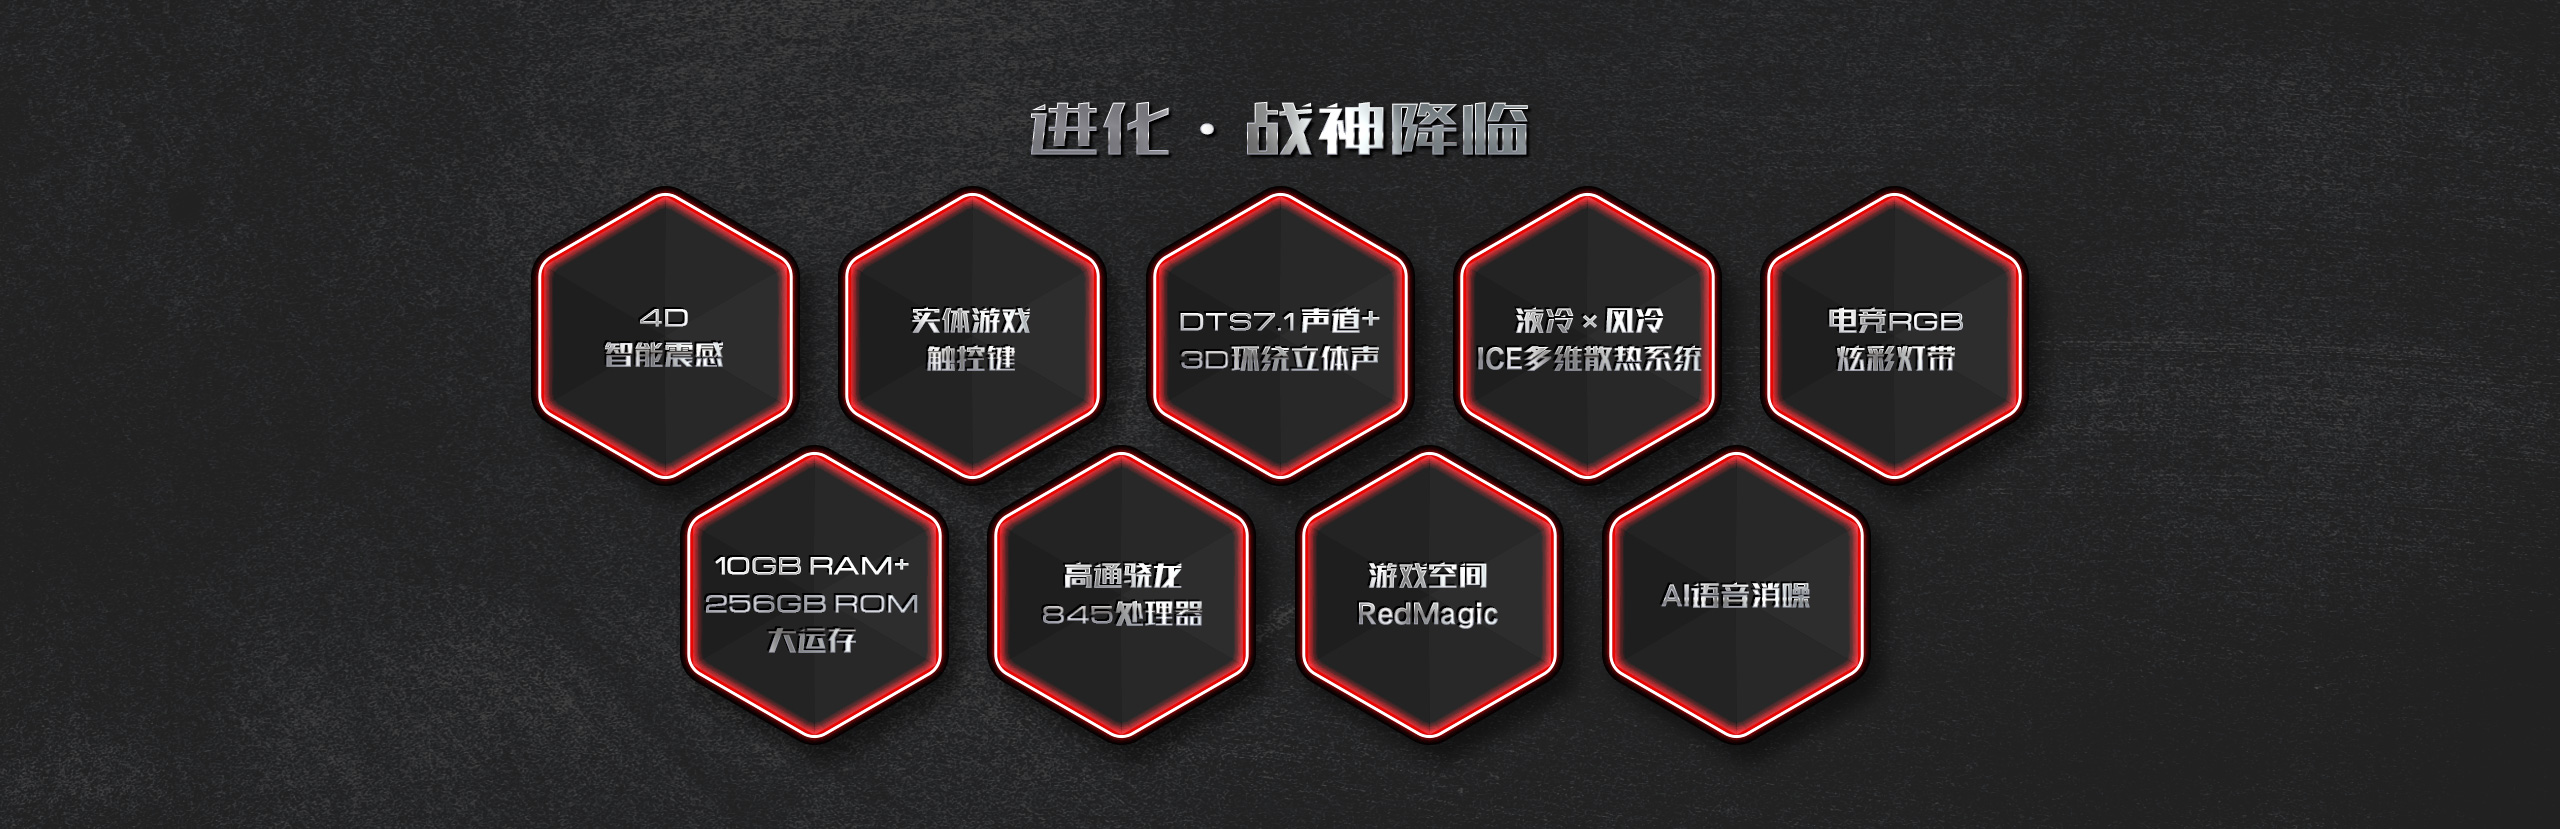 进化·战神降临
4D
智能震感
实体游戏
触控键
DTS7.1声道+
3D环绕立体声
液冷×风冷
ICE多维散热系统
电竞RGB
炫彩灯带
10GB RAM+
256GB ROM
大运存
高通骁龙
845处理器
游戏空间
RedMagic
AI语音消噪